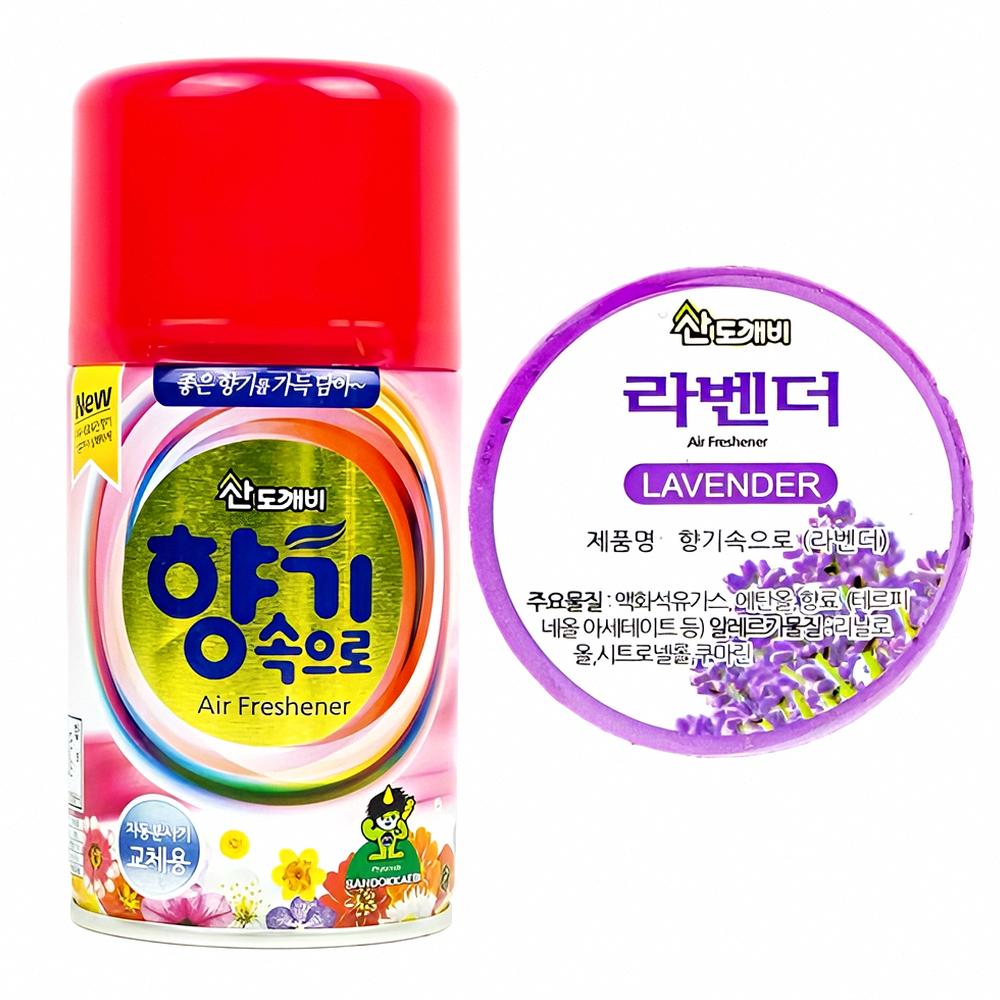 New
좋은 향기를 가득 담아~
산도깨비
향기
속으로
Air Freshener
자동분사기
교체용
SANDOKKAEBI
산도깨비
라벤더
Air Freshener
LAVENDER
제품명 향기속으로 (라벤더)
주요물질 : 액화석유가스, 에탄올, 향료 (테르피
네올 아세테이트 등) 알레르기물질 : 리날로
올, 시트로넬롤, 쿠마린